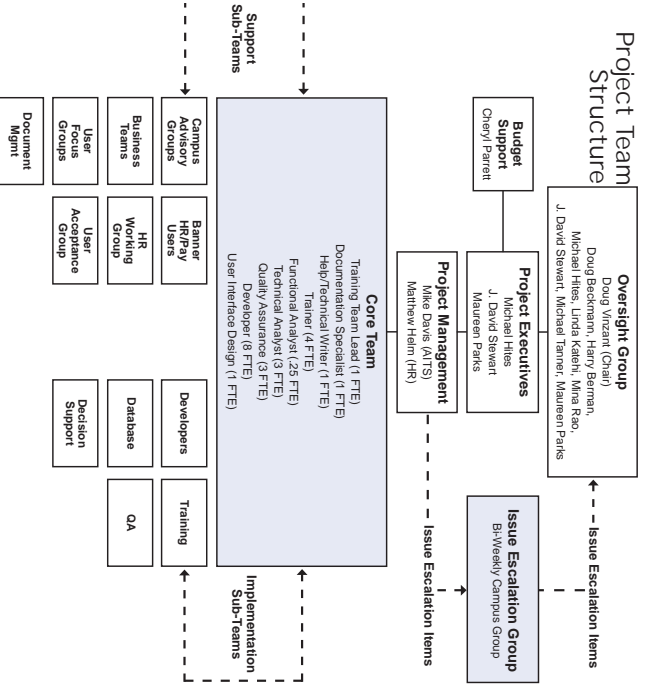 Project Team
Structure
Oversight Group
Doug Vinzant (Chair)
Doug Beckmann, Harry Berman,
Michael Hites, Linda Katehi, Mina Rao,
J. David Stewart, Michael Tanner, Maureen Parks
Budget
Support
Cheryl Parrett
Project Executives
Michael Hites
J. David Stewart
Maureen Parks
Issue Escalation Items
Issue Escalation Group
Bi-Weekly Campus Group
Project Management
Mike Davis (AITS)
Matthew Helm (HR)
Issue Escalation Items
Core Team
Training Team Lead (1 FTE)
Documentation Specialist (1 FTE)
Help/Technical Writer (1 FTE)
Trainer (4 FTE)
Functional Analyst (.25 FTE)
Technical Analyst (3 FTE)
Quality Assurance (3 FTE)
Developer (8 FTE)
User Interface Design (1 FTE)
Support
Sub-Teams
Implementation
Sub-Teams
Campus
Advisory
Groups
Banner
HR/Pay
Users
Developers
Training
Business
Teams
HR
Working
Group
Database
QA
User
Focus
Groups
User
Acceptance
Group
Decision
Support
Document
Mgmt